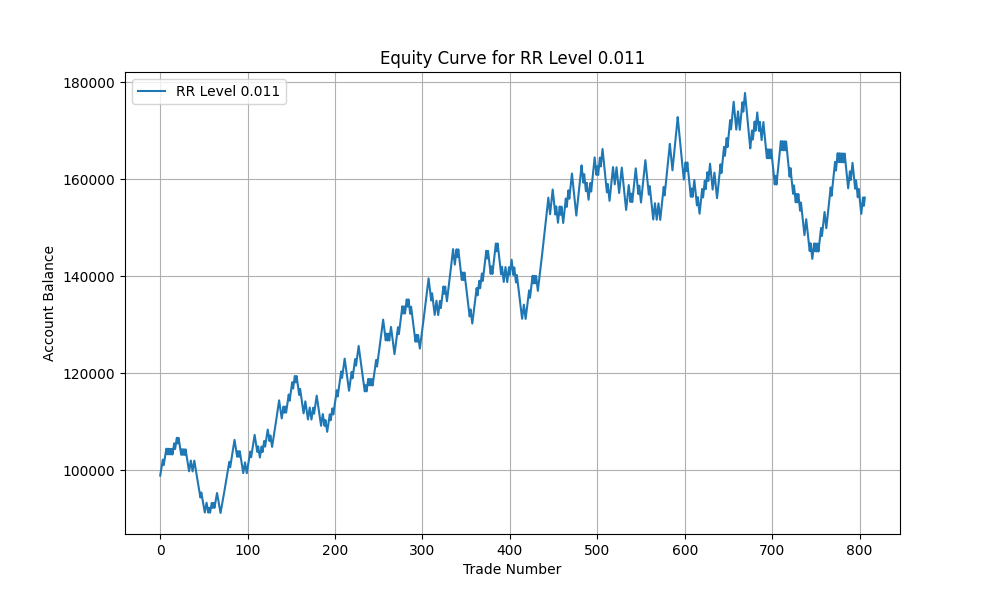 Equity Curve for RR Level 0.011
RR Level 0.011
180000
160000
140000
120000
100000
Account Balance
0 100 200 300 400 500 600 700 800
Trade Number